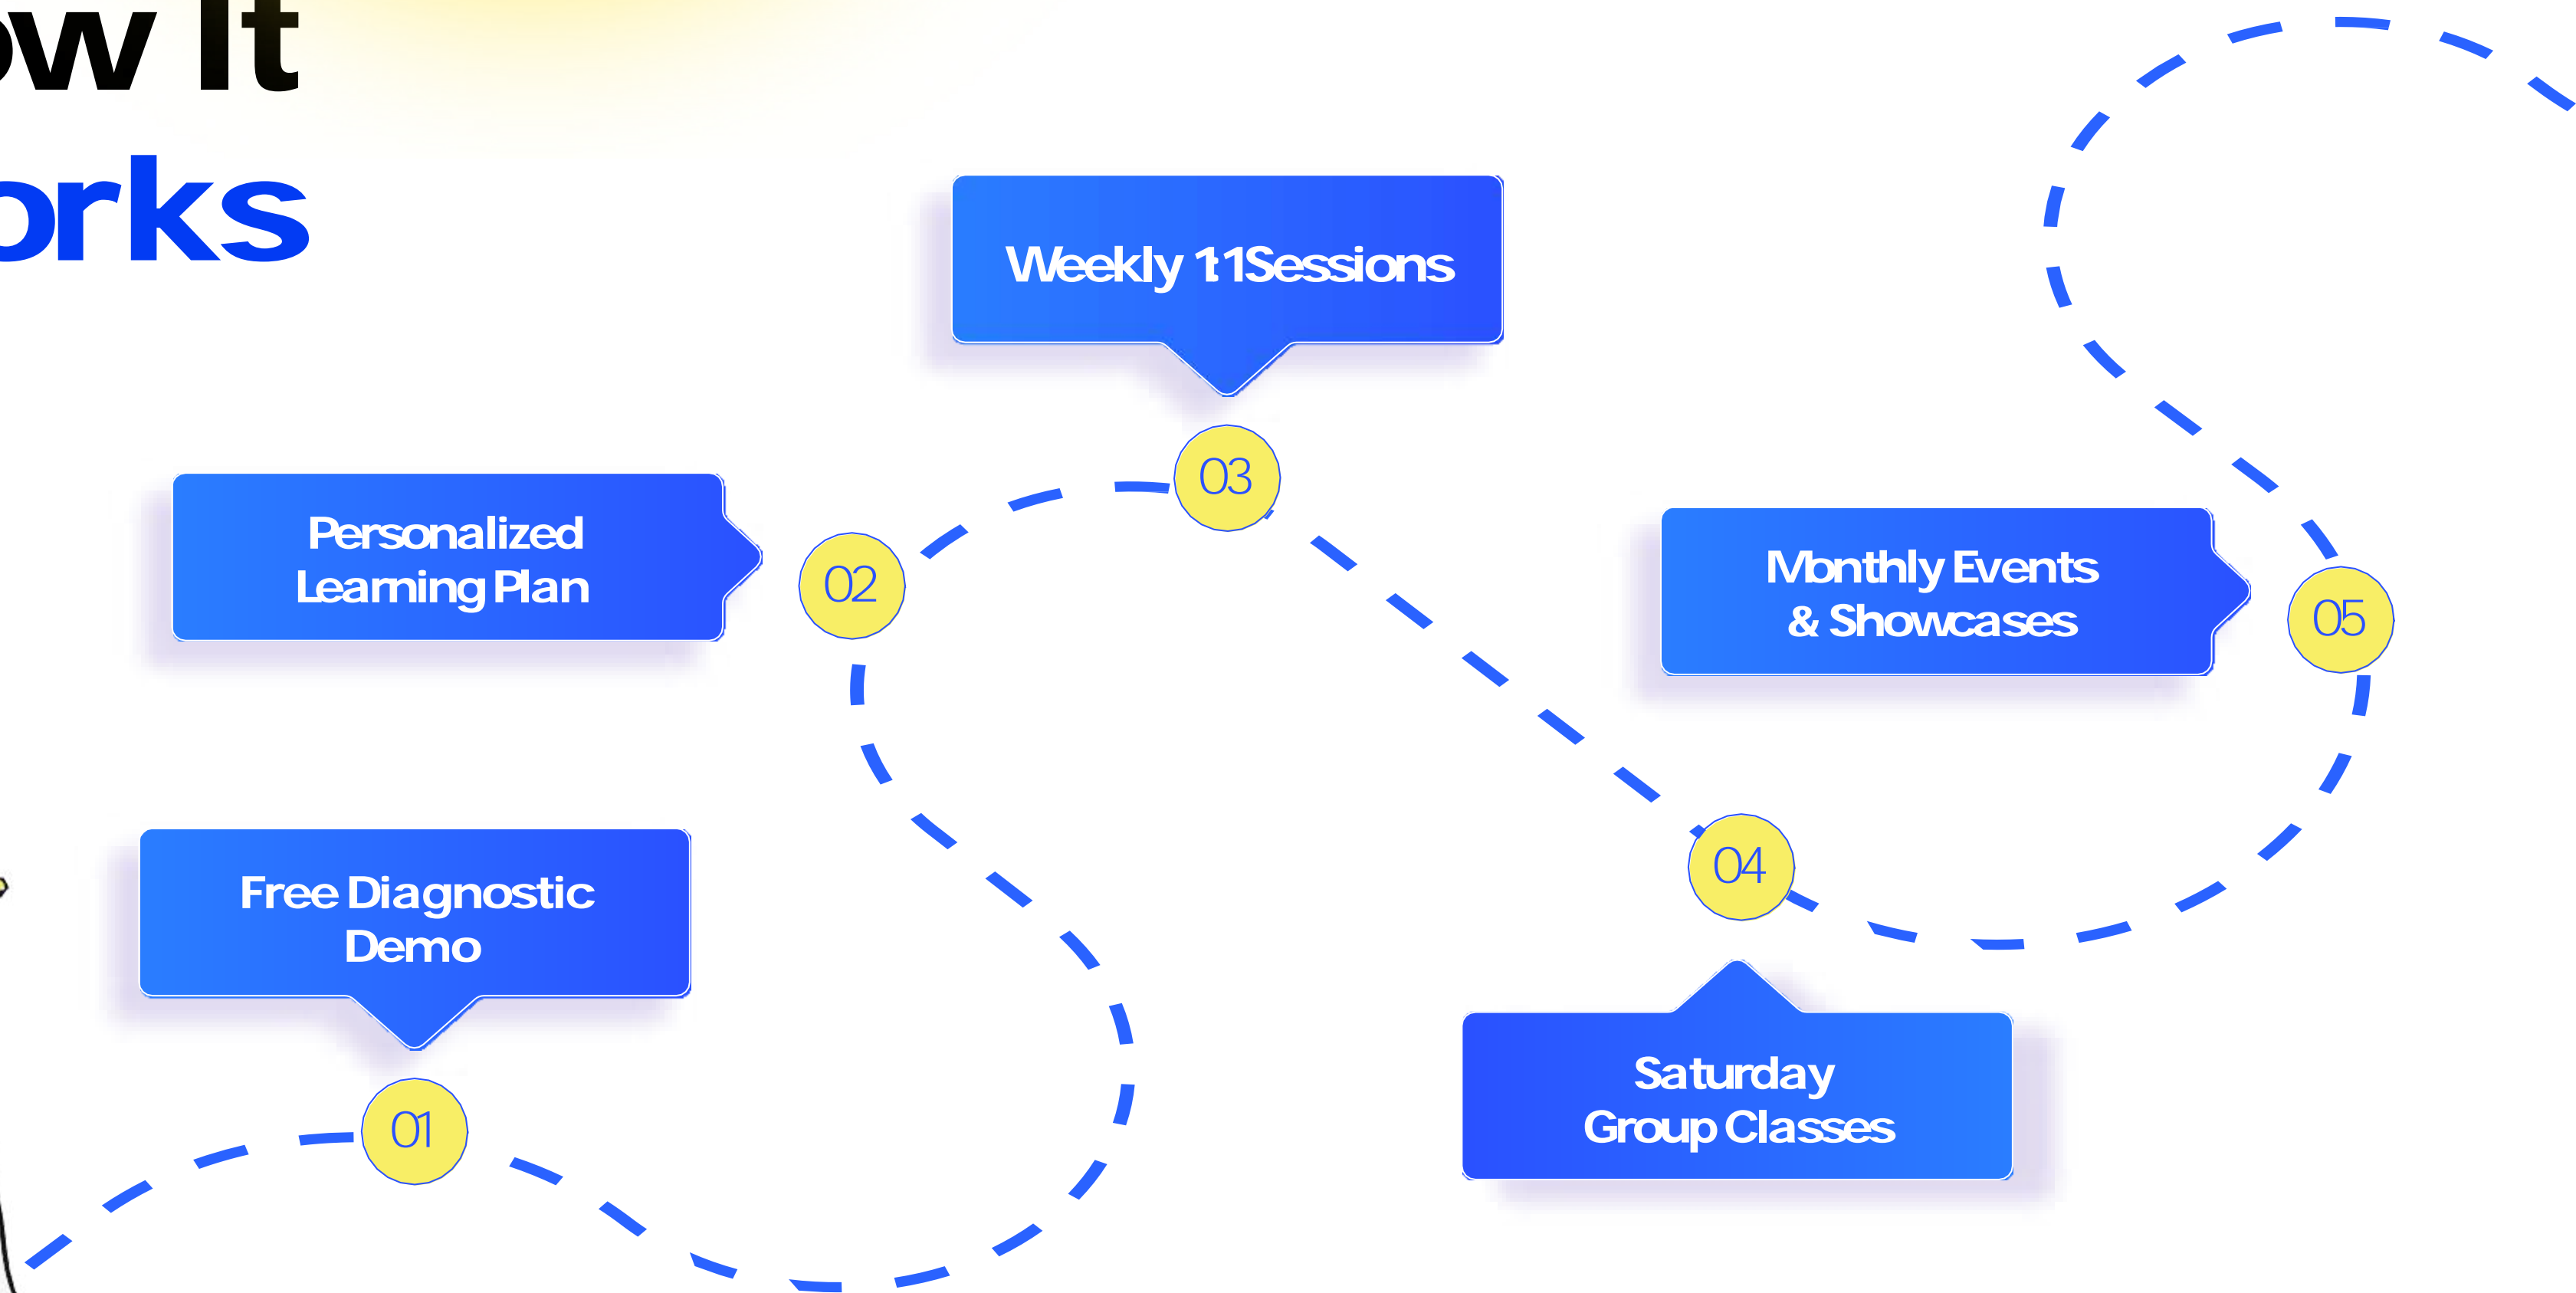 ow It
orks
Weekly 1:1 Sessions
03
Personalized
Learning Plan
02
Monthly Events
& Showcases
05
Free Diagnostic
Demo
01
04
Saturday
Group Classes